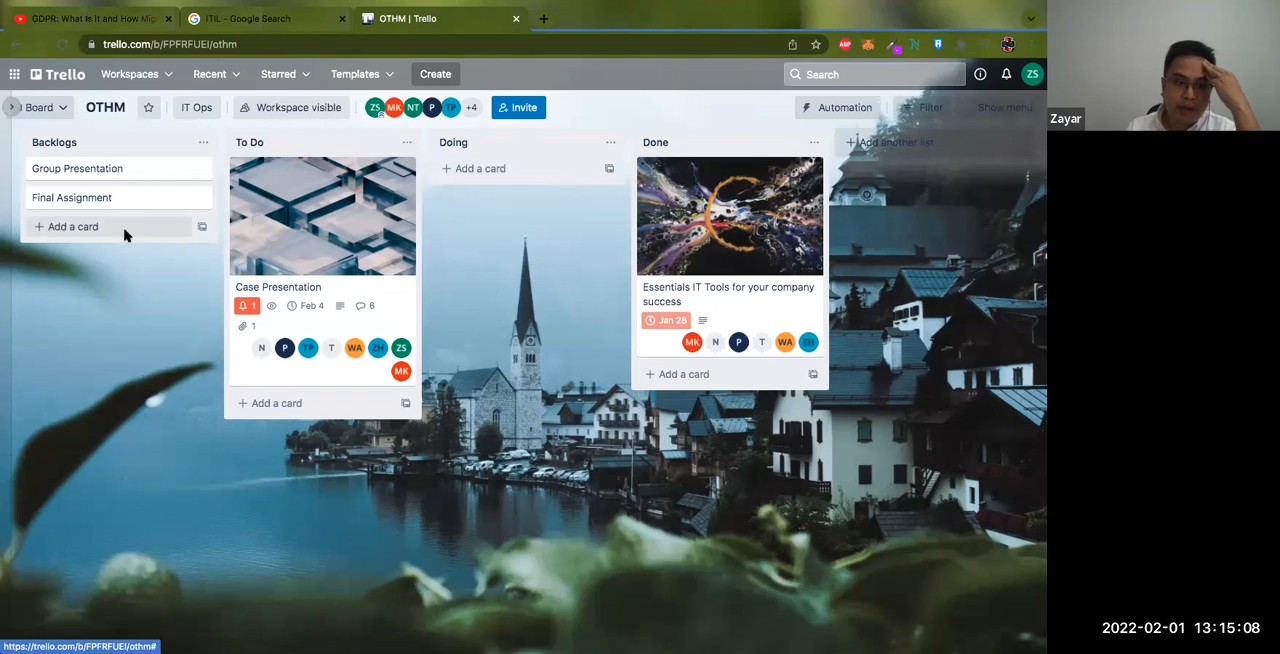 GDPR: What Is It and How Mig
ITIL - Google Search
OTHM | Trello
trello.com/b/FPFRFUEI/othm
ABP
Trello
Workspaces
Recent
Starred
Templates
Create
Search
ZS
Board
OTHM
IT Ops
Workspace visible
ZS
MK
NT
P
TP
+4
Invite
Automation
Filter
Show menu
Zayar
Backlogs
Group Presentation
Final Assignment
+ Add a card
To Do
Case Presentation
1
Feb 4
6
1
N
P
TP
T
WA
ZH
ZS
MK
+ Add a card
Doing
+ Add a card
Done
Essentials IT Tools for your company
success
Jan 28
MK
N
P
T
WA
ZH
+ Add a card
+ Add another list
2022-02-01 13:15:08
https://trello.com/b/FPFRFUEI/othm#